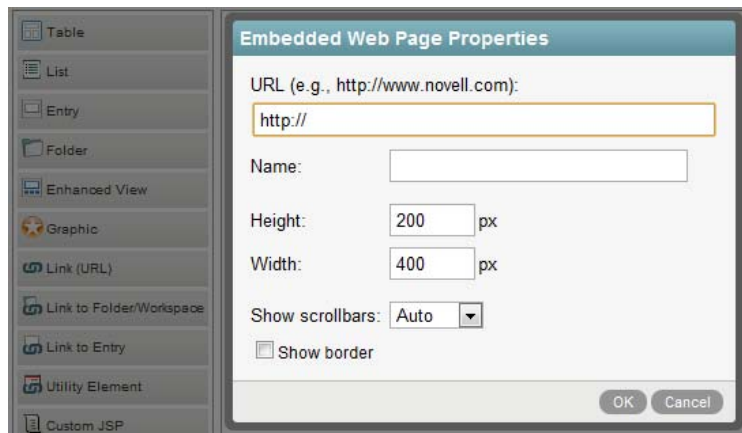 Table
List
Entry
Folder
Enhanced View
Graphic
Link (URL)
Link to Folder/Workspace
Link to Entry
Utility Element
Custom JSP
Embedded Web Page Properties
URL (e.g., http://www.novell.com):
http://
Name:
Height: 200 px
Width: 400 px
Show scrollbars: Auto
Show border
OK Cancel